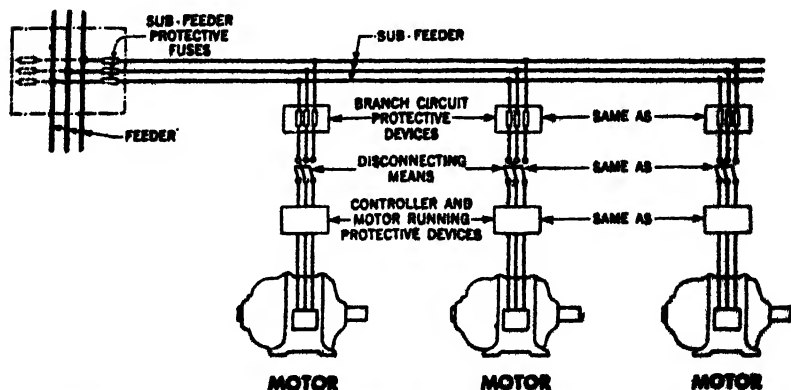 SUB-FEEDER
PROTECTIVE
FUSES
SUB-FEEDER
FEEDER
BRANCH CIRCUIT
PROTECTIVE
DEVICES
SAME AS
DISCONNECTING
MEANS
SAME AS
CONTROLLER AND
MOTOR RUNNING
PROTECTIVE DEVICES
SAME AS
MOTOR
MOTOR
MOTOR